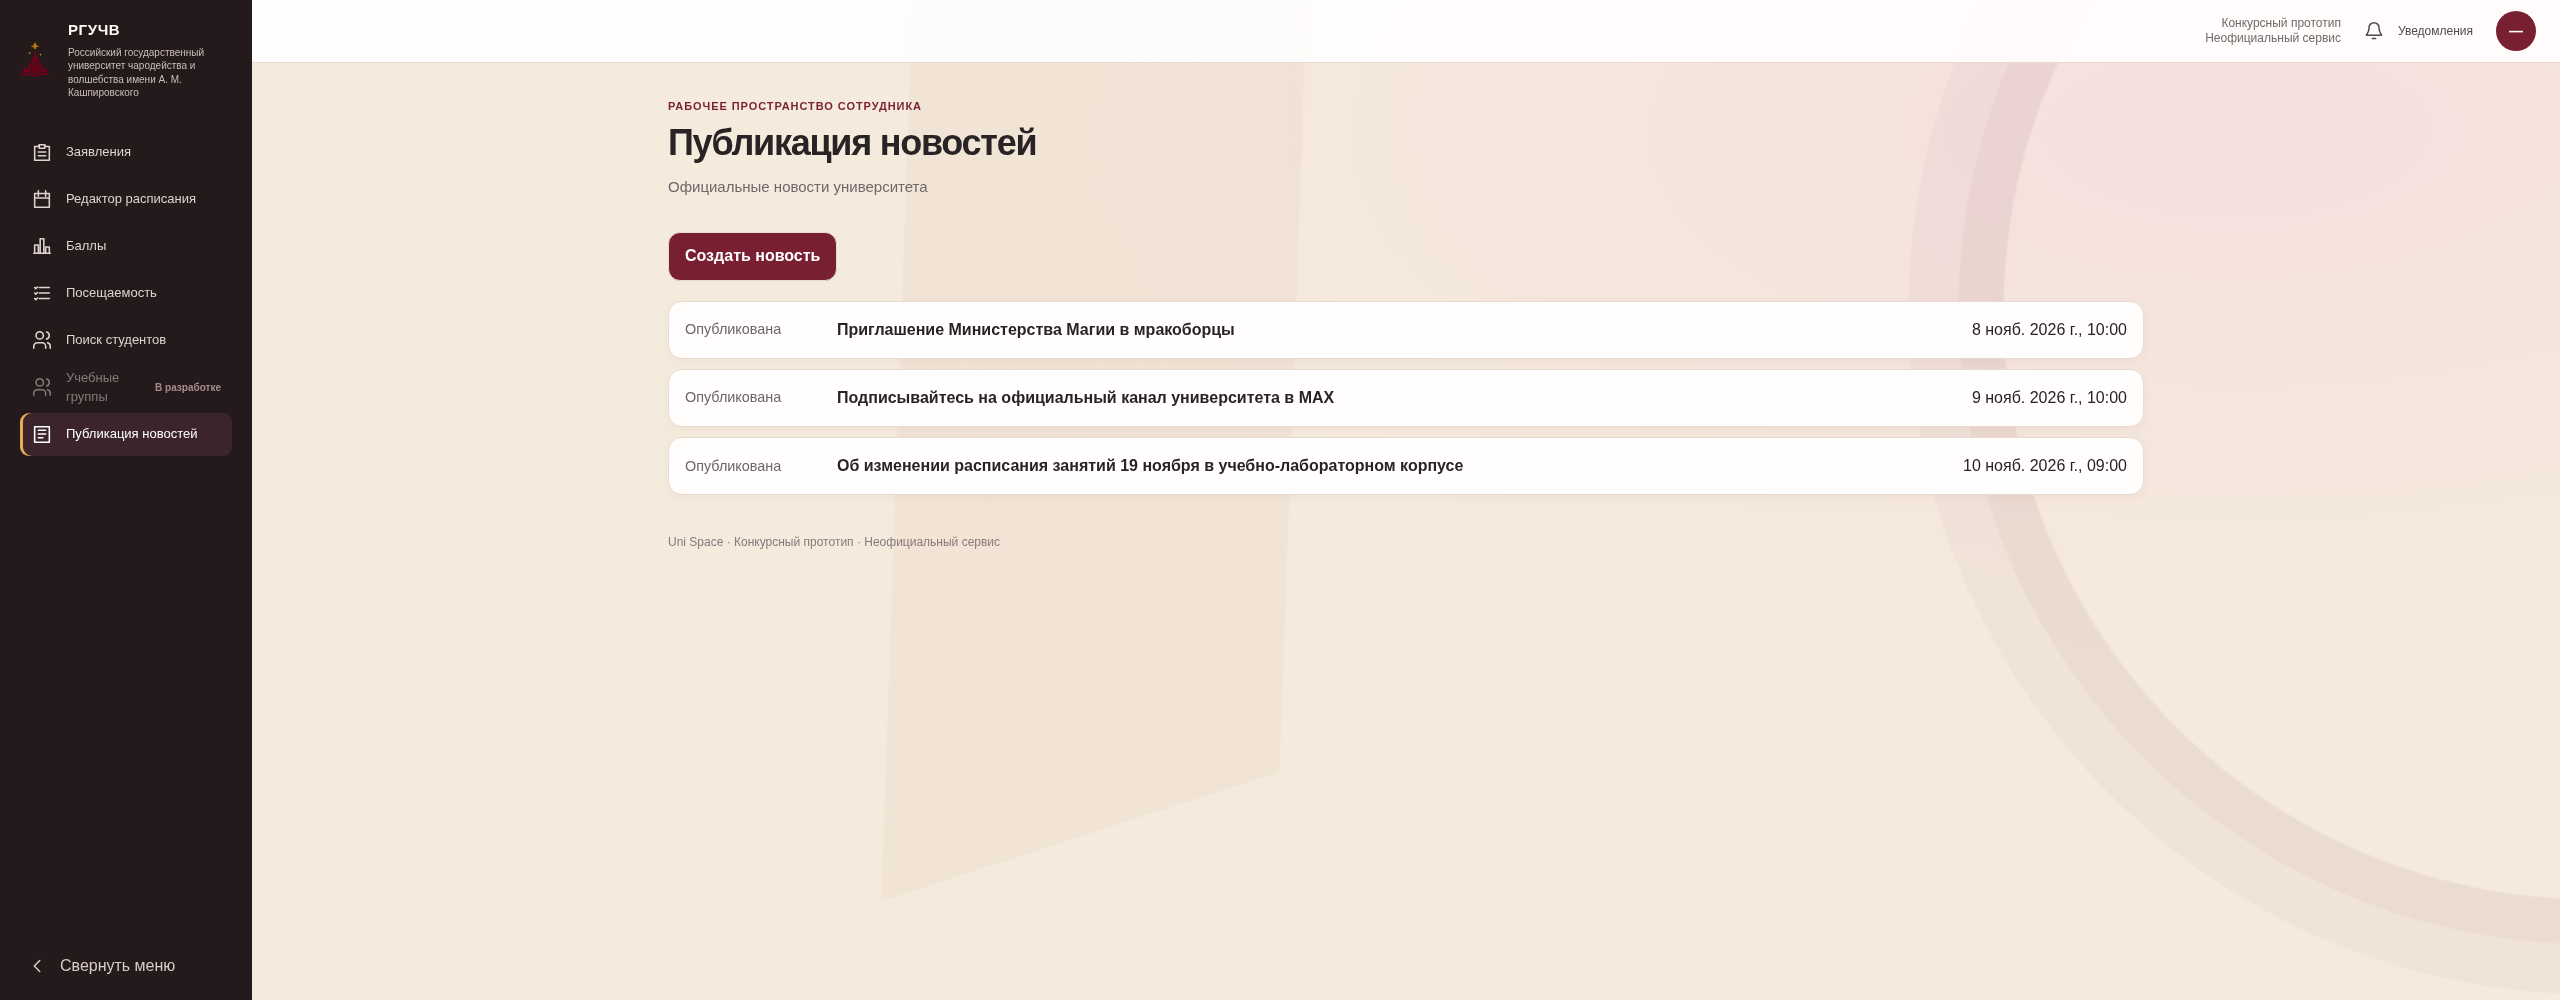 РГУЧВ
Российский государственный
университет чародейства и
волшебства имени А. М.
Кашпировского
Заявления
Редактор расписания
Баллы
Посещаемость
Поиск студентов
Учебные
группы
В разработке
Публикация новостей
Свернуть меню
Конкурсный прототип
Неофициальный сервис
Уведомления
РАБОЧЕЕ ПРОСТРАНСТВО СОТРУДНИКА
Публикация новостей
Официальные новости университета
Создать новость
Опубликована Приглашение Министерства Магии в мракоборцы 8 нояб. 2026 г., 10:00
Опубликована Подписывайтесь на официальный канал университета в MAX 9 нояб. 2026 г., 10:00
Опубликована Об изменении расписания занятий 19 ноября в учебно-лабораторном корпусе 10 нояб. 2026 г., 09:00
Uni Space · Конкурсный прототип · Неофициальный сервис